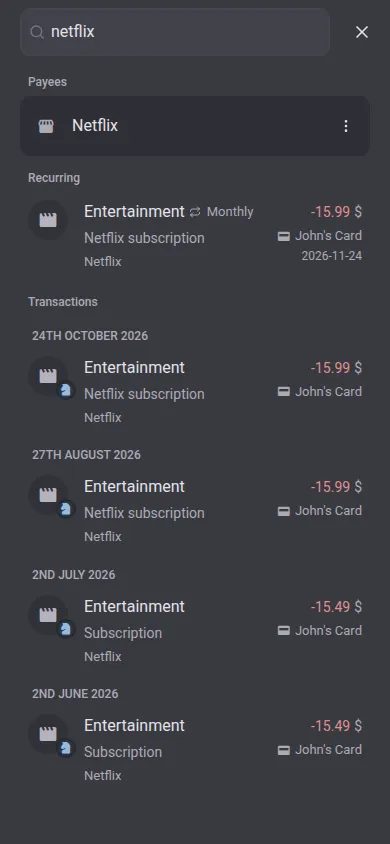 netflix
Payees
Netflix
Recurring
Entertainment Monthly -15.99 $
Netflix subscription John's Card
Netflix 2026-11-24
Transactions
24TH OCTOBER 2026
Entertainment -15.99 $
Netflix subscription John's Card
Netflix
27TH AUGUST 2026
Entertainment -15.99 $
Netflix subscription John's Card
Netflix
2ND JULY 2026
Entertainment -15.49 $
Subscription John's Card
Netflix
2ND JUNE 2026
Entertainment -15.49 $
Subscription John's Card
Netflix